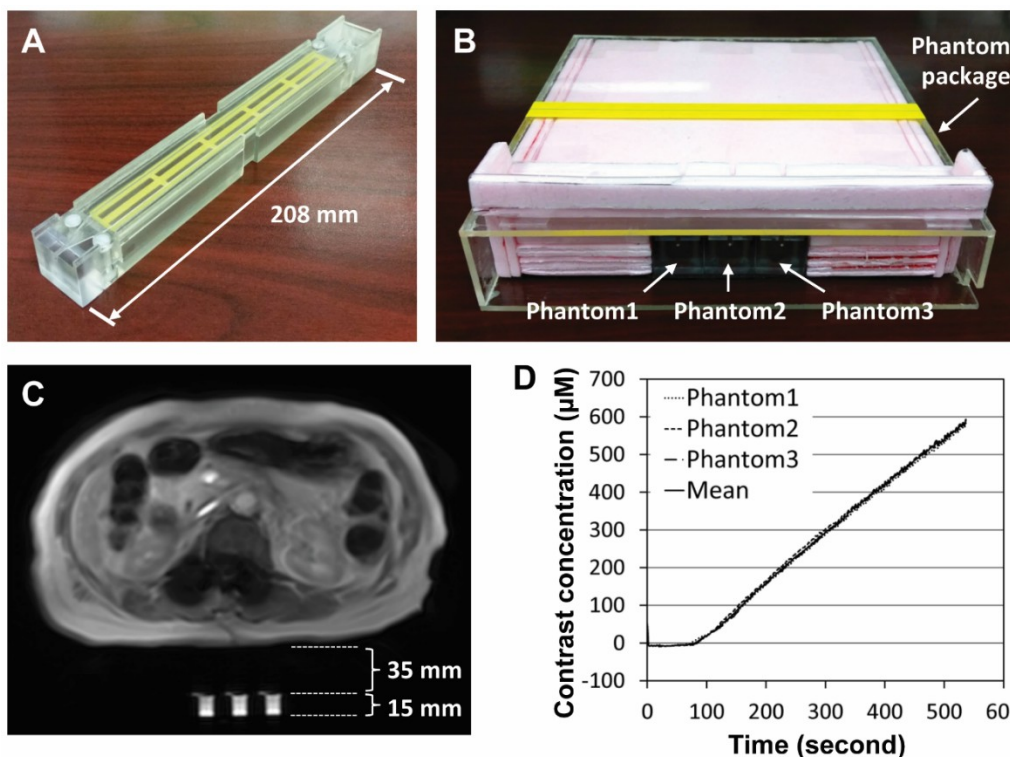 A
208 mm
B
Phantom
package
Phantom1
Phantom2
Phantom3
C
35 mm
15 mm
D
Contrast concentration (µM)
700
600
500
400
300
200
100
0
-100
Phantom1
Phantom2
Phantom3
Mean
0
100
200
300
400
500
60
Time (second)